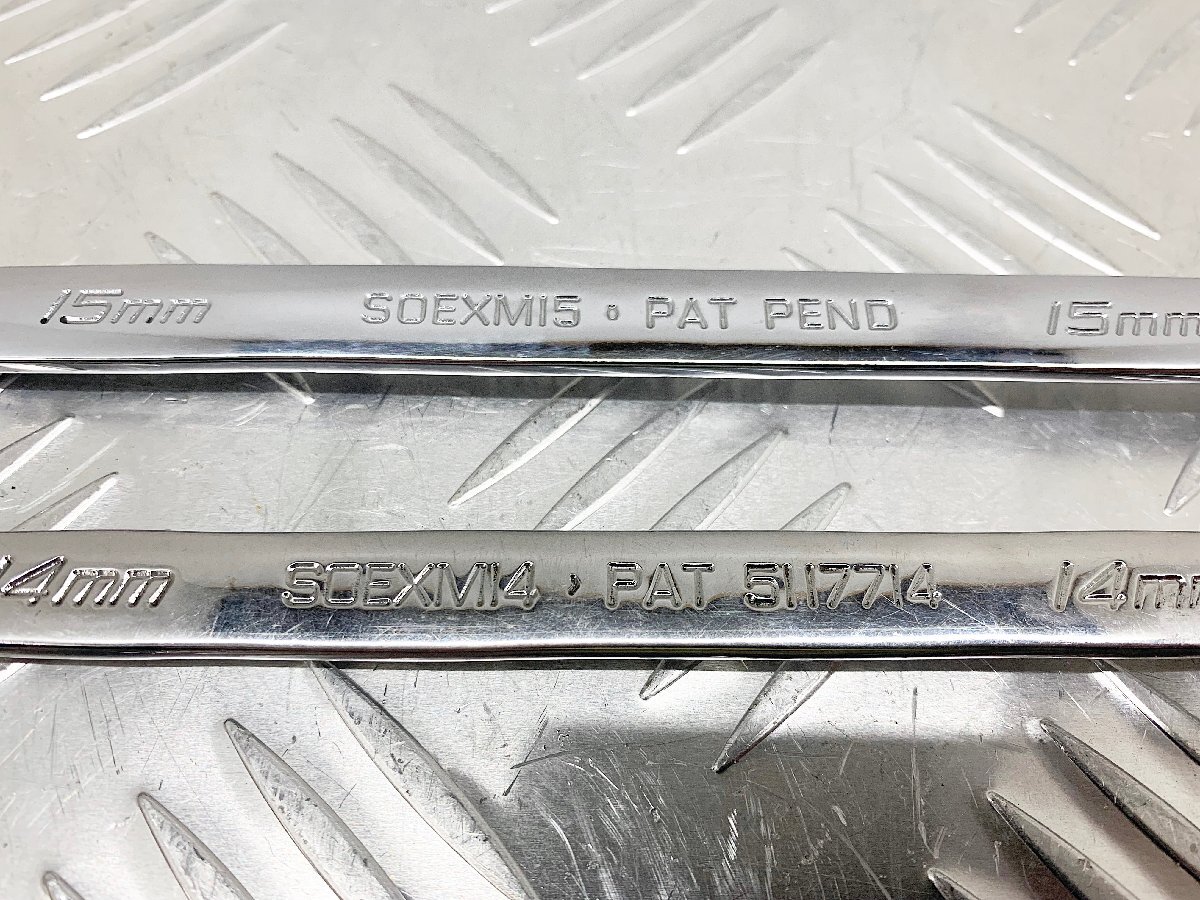 15mm SOEXM15 • PAT PEND 15mm
14mm SOEXM14, PAT 5117714 14mm